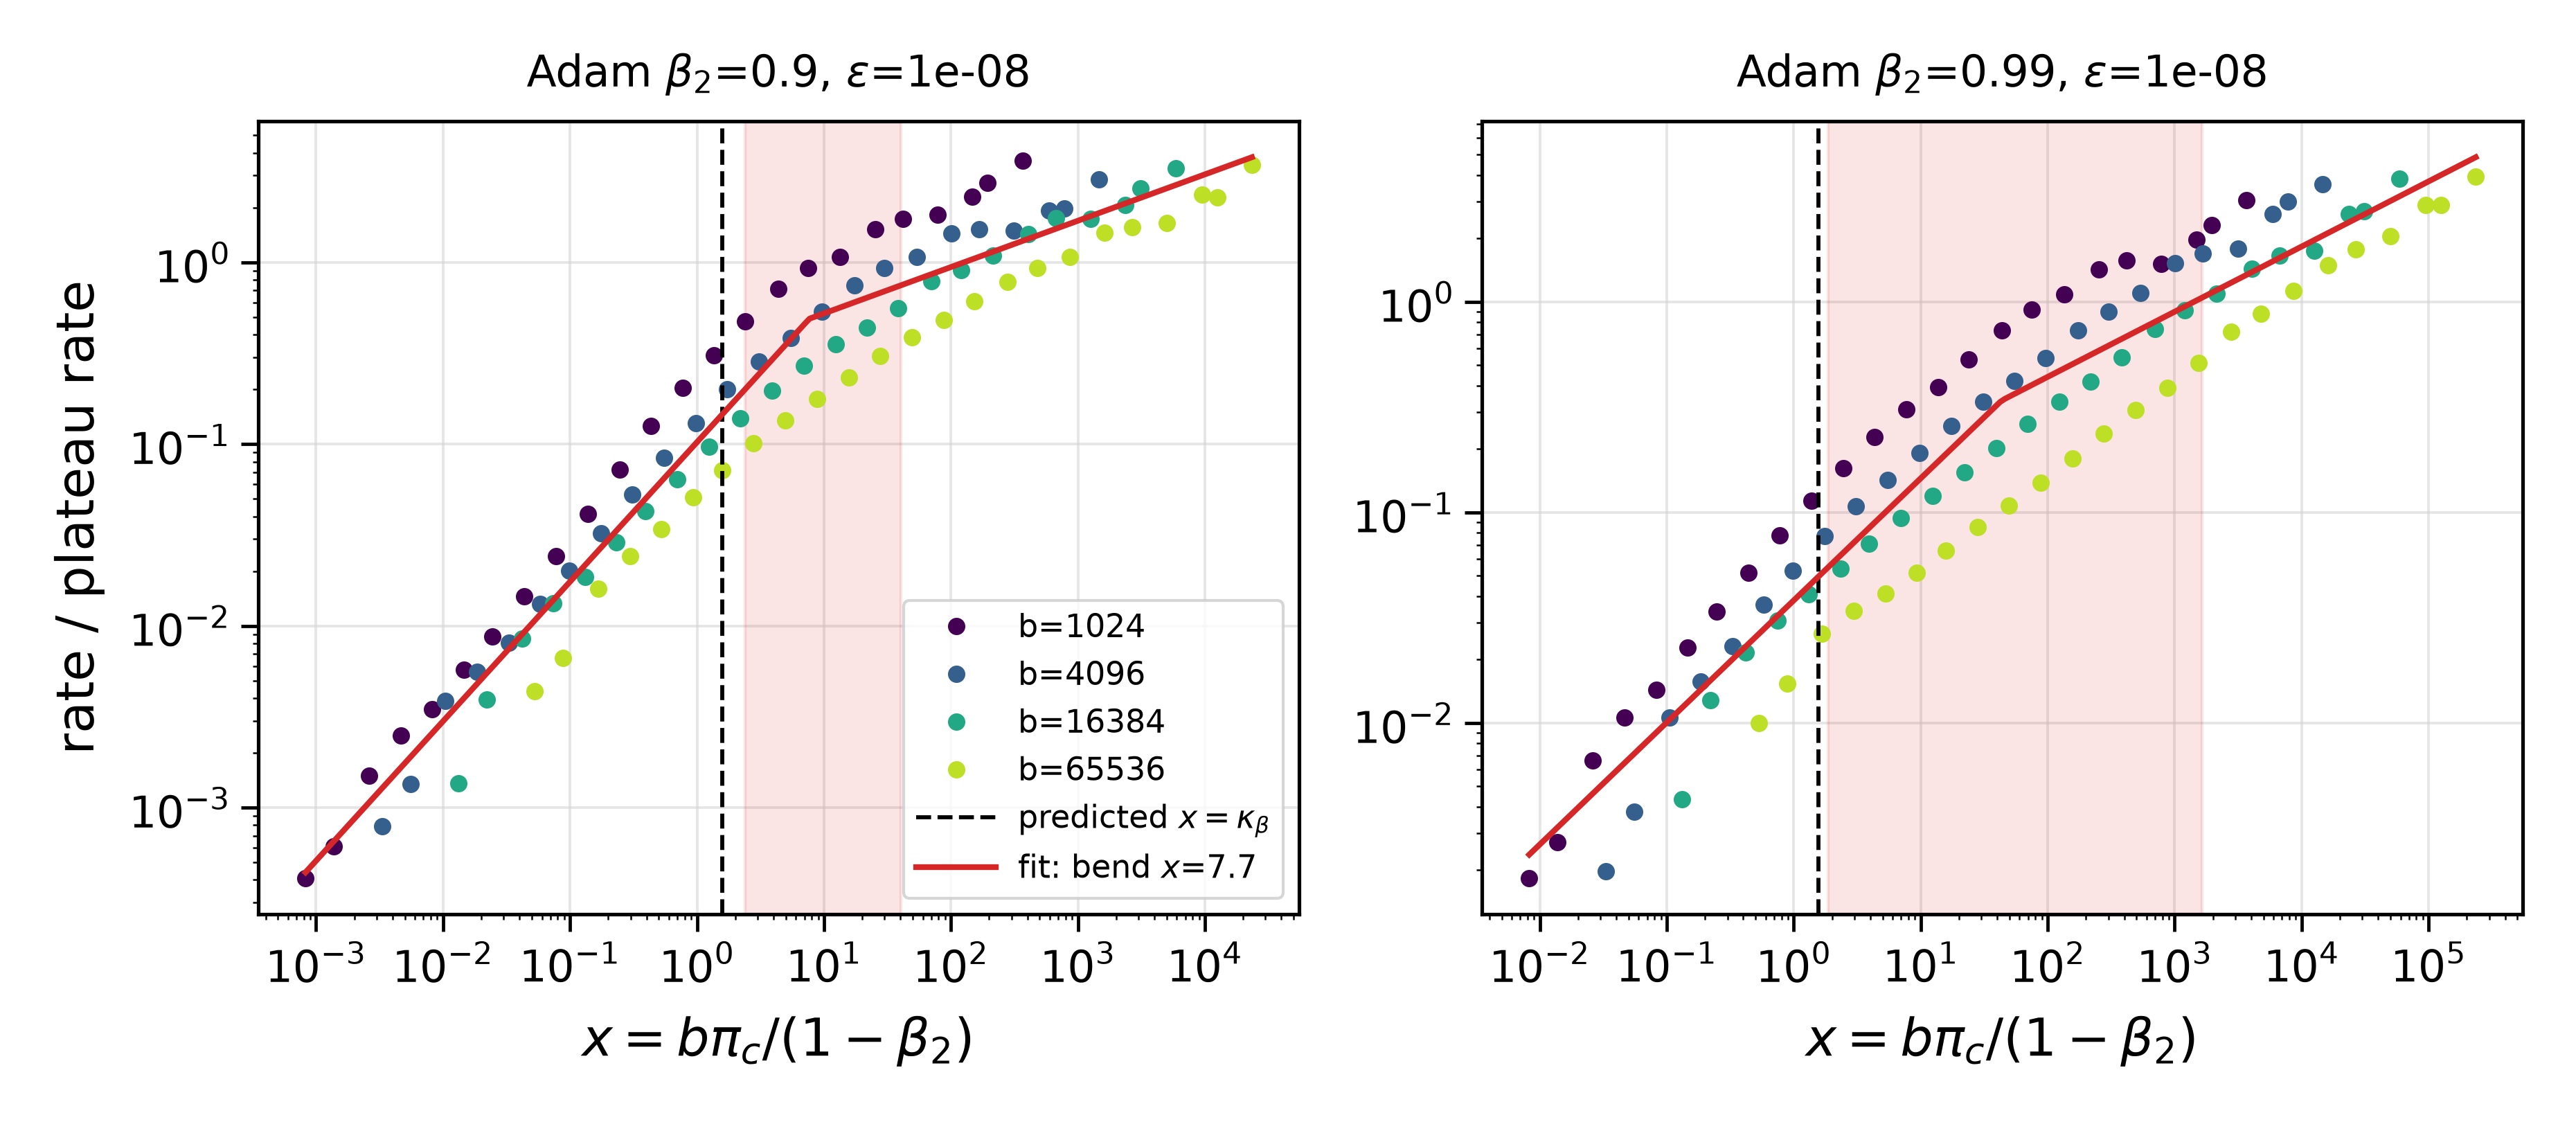 Adam β₂=0.9, ε=1e-08
rate / plateau rate
10⁰
10⁻¹
10⁻²
10⁻³
b=1024
b=4096
b=16384
b=65536
predicted x = κᵦ
fit: bend x=7.7
10⁻³ 10⁻² 10⁻¹ 10⁰ 10¹ 10² 10³ 10⁴
x = bπ_c/(1 − β₂)
Adam β₂=0.99, ε=1e-08
10⁰
10⁻¹
10⁻²
10⁻² 10⁻¹ 10⁰ 10¹ 10² 10³ 10⁴ 10⁵
x = bπ_c/(1 − β₂)